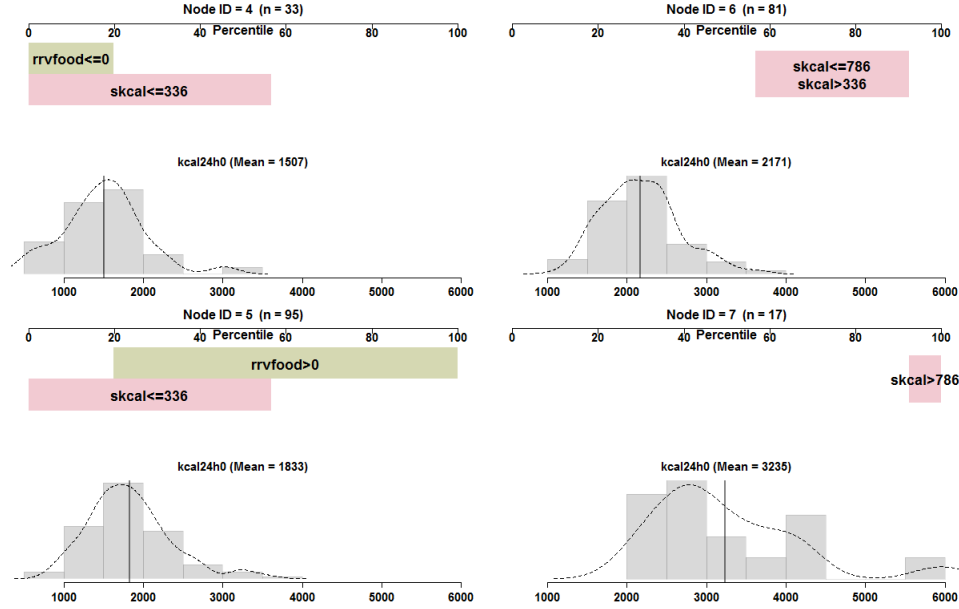 Node ID = 4 (n = 33)
0 20 40 60 80 100
Percentile
rrvfood<=0
skcal<=336
kcal24h0 (Mean = 1507)
1000 2000 3000 4000 5000 6000
Node ID = 6 (n = 81)
0 20 40 60 80 100
Percentile
skcal<=786
skcal>336
kcal24h0 (Mean = 2171)
1000 2000 3000 4000 5000 6000
Node ID = 5 (n = 95)
0 20 40 60 80 100
Percentile
rrvfood>0
skcal<=336
kcal24h0 (Mean = 1833)
1000 2000 3000 4000 5000 6000
Node ID = 7 (n = 17)
0 20 40 60 80 100
Percentile
skcal>786
kcal24h0 (Mean = 3235)
1000 2000 3000 4000 5000 6000